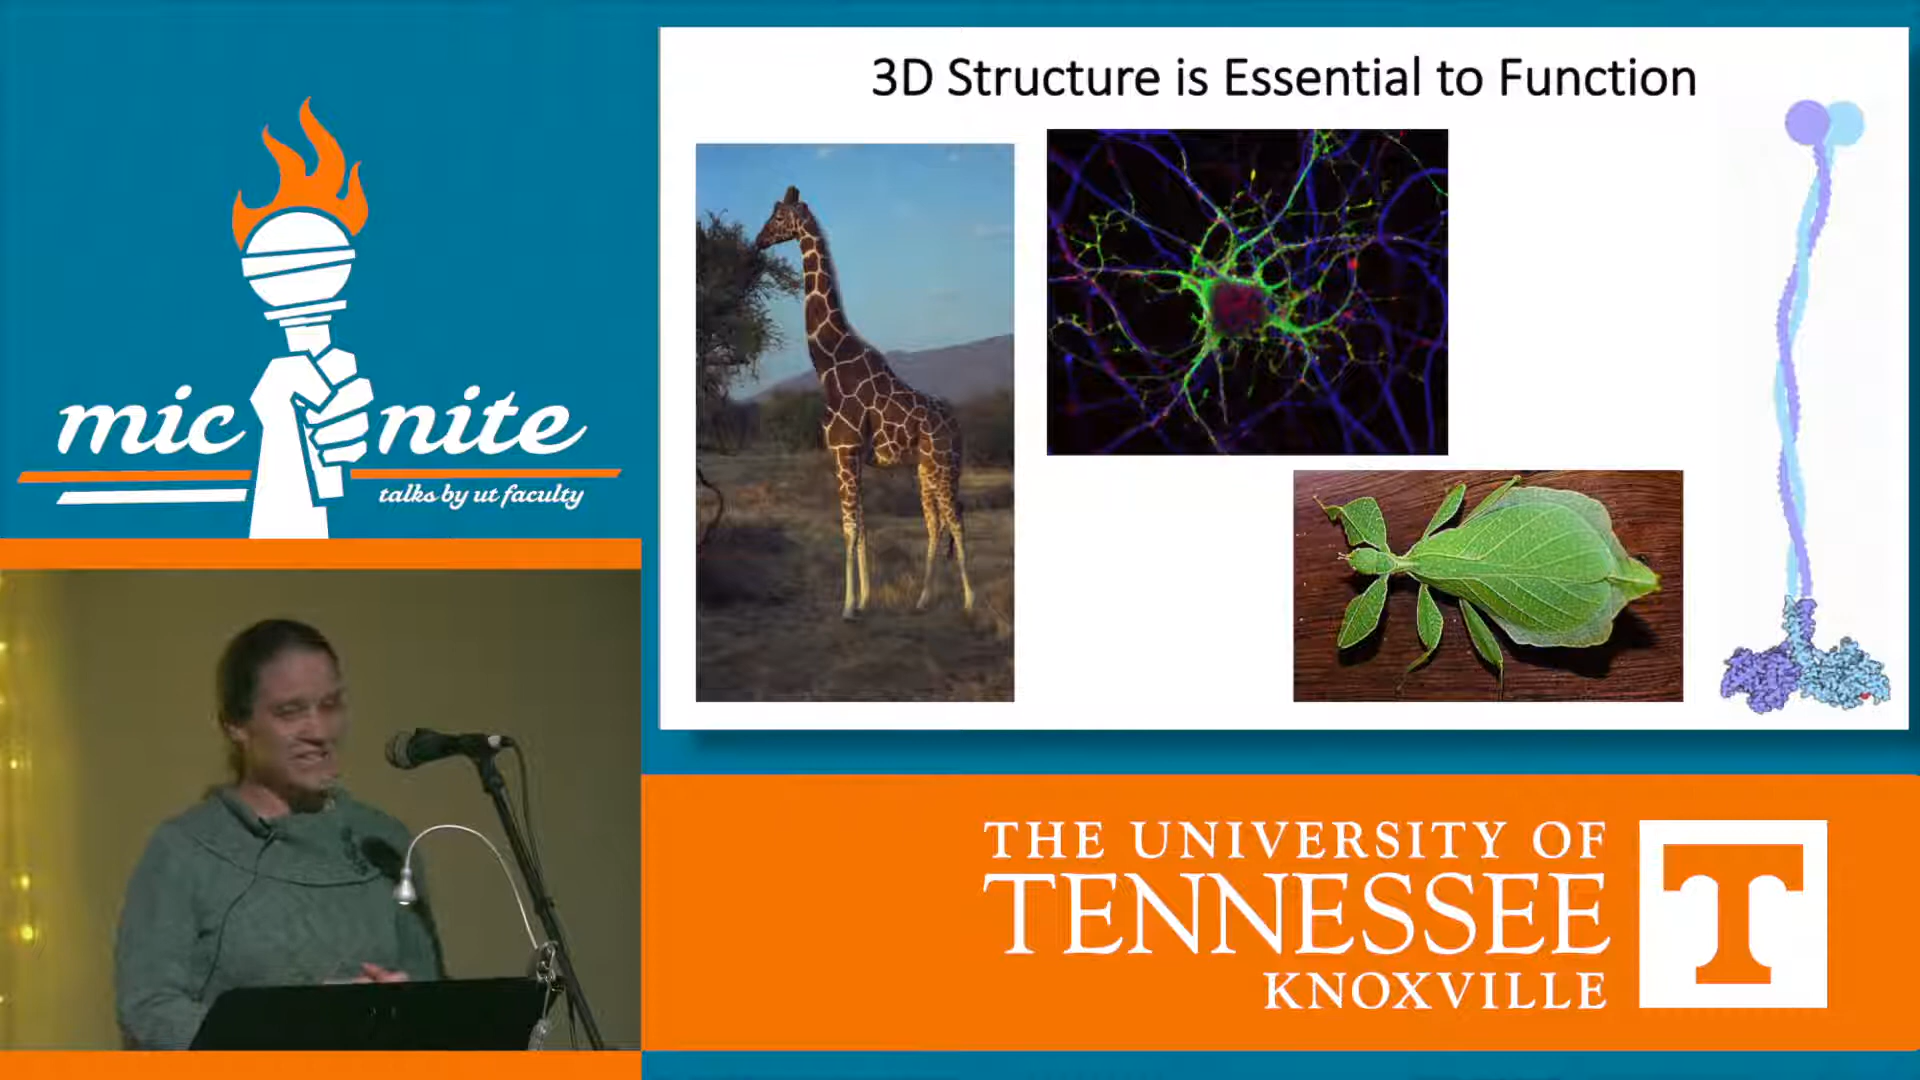 3D Structure is Essential to Function
mic nite
talks by ut faculty
THE UNIVERSITY OF
TENNESSEE
KNOXVILLE
T